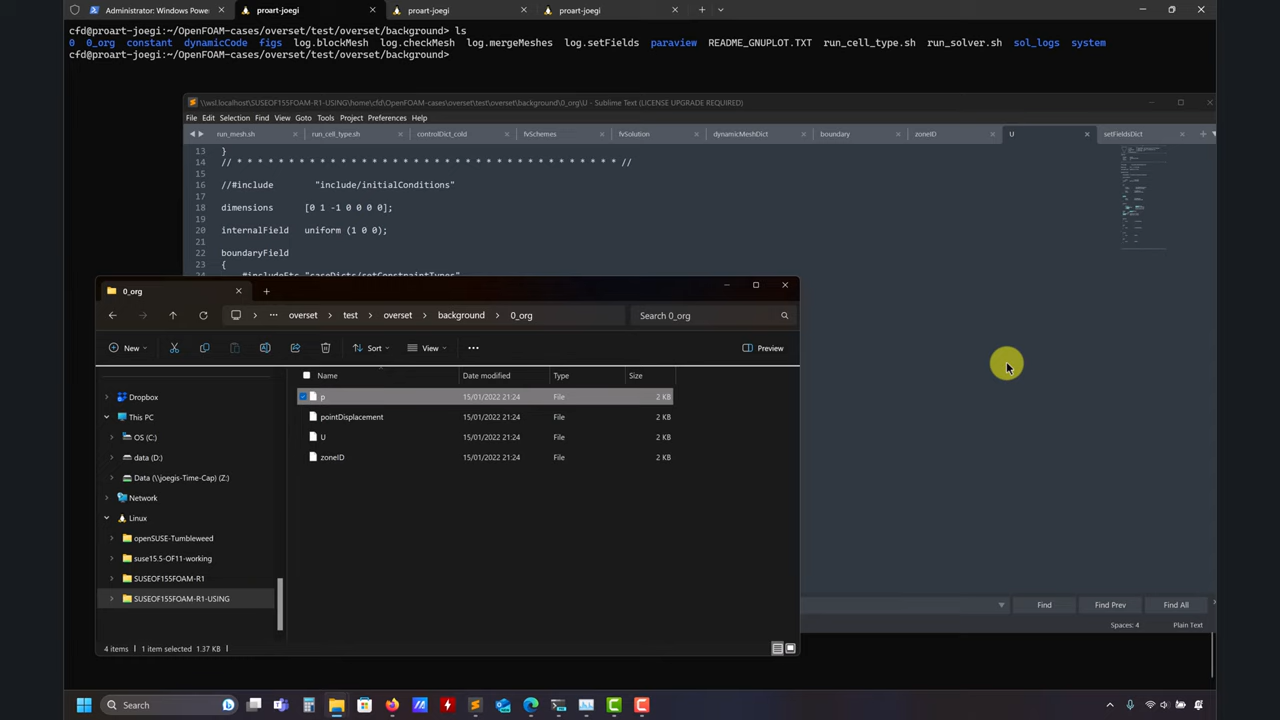 Administrator: Windows Powe
proart-joegi
proart-joegi
proart-joegi
cfd@proart-joegi:~/OpenFOAM-cases/overset/test/overset/background> ls
0 0_org constant dynamicCode figs log.blockMesh log.checkMesh log.mergeMeshes log.setFields paraview README_GNUPLOT.TXT run_cell_type.sh run_solver.sh sol_logs system
cfd@proart-joegi:~/OpenFOAM-cases/overset/test/overset/background>
\\wsl.localhost\SUSEOF155FOAM-R1-USING\home\cfd\OpenFOAM-cases\overset\test\overset\background\0_org\U - Sublime Text (LICENSE UPGRADE REQUIRED)
File Edit Selection Find View Goto Tools Project Preferences Help
run_mesh.sh run_cell_type.sh controlDict_cold fvSchemes fvSolution dynamicMeshDict boundary zoneID U setFieldsDict
13 }
14 // * * * * * * * * * * * * * * * * * * * * * * * * * * * * * * * * * * * * * //
15
16 //#include "include/initialConditions"
17
18 dimensions [0 1 -1 0 0 0 0];
19
20 internalField uniform (1 0 0);
21
22 boundaryField
23 {
24 #includeEtc "caseDicts/setConstraintTypes"
0_org
overset > test > overset > background > 0_org
Search 0_org
New Sort View Preview
Name Date modified Type Size
p 15/01/2022 21:24 File 2 KB
pointDisplacement 15/01/2022 21:24 File 2 KB
U 15/01/2022 21:24 File 2 KB
zoneID 15/01/2022 21:24 File 2 KB
Dropbox
This PC
OS (C:)
data (D:)
Data (\\joegis-Time-Cap) (Z:)
Network
Linux
openSUSE-Tumbleweed
suse15.5-OF11-working
SUSEOF155FOAM-R1
SUSEOF155FOAM-R1-USING
4 items 1 item selected 1.37 KB
Find Find Prev Find All
Spaces: 4 Plain Text
Search
21:24